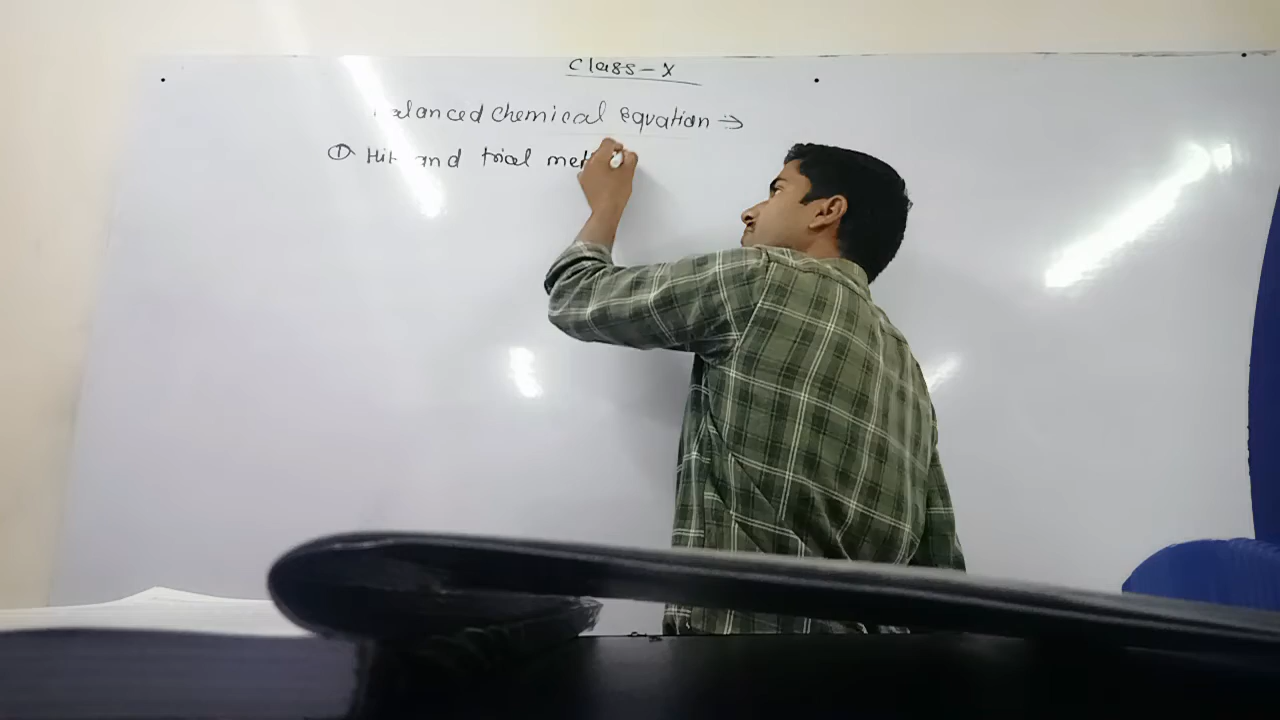 Class-X
Balanced chemical equation ⇒
① Hit and trial met